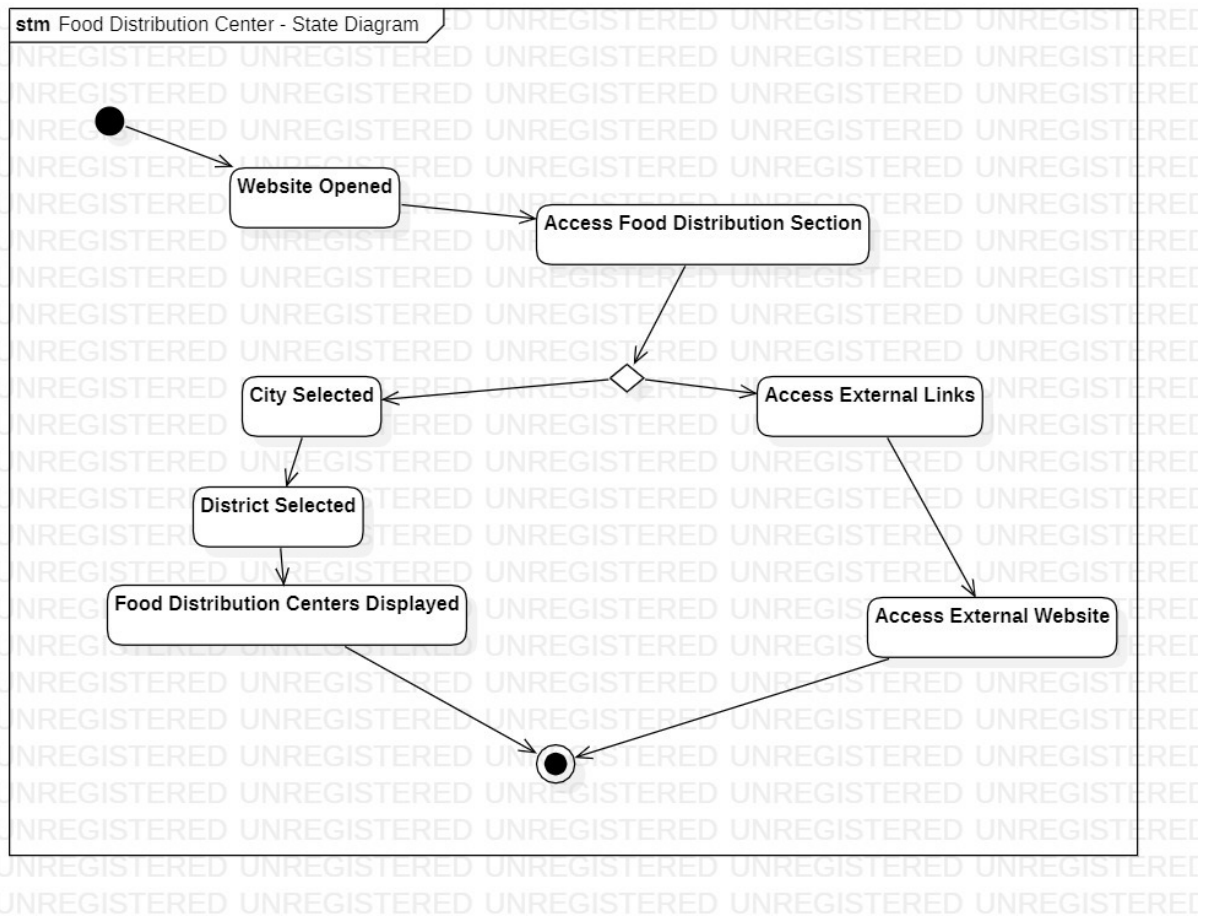 stm Food Distribution Center - State Diagram
Website Opened
Access Food Distribution Section
City Selected
Access External Links
District Selected
Food Distribution Centers Displayed
Access External Website
UNREGISTERED